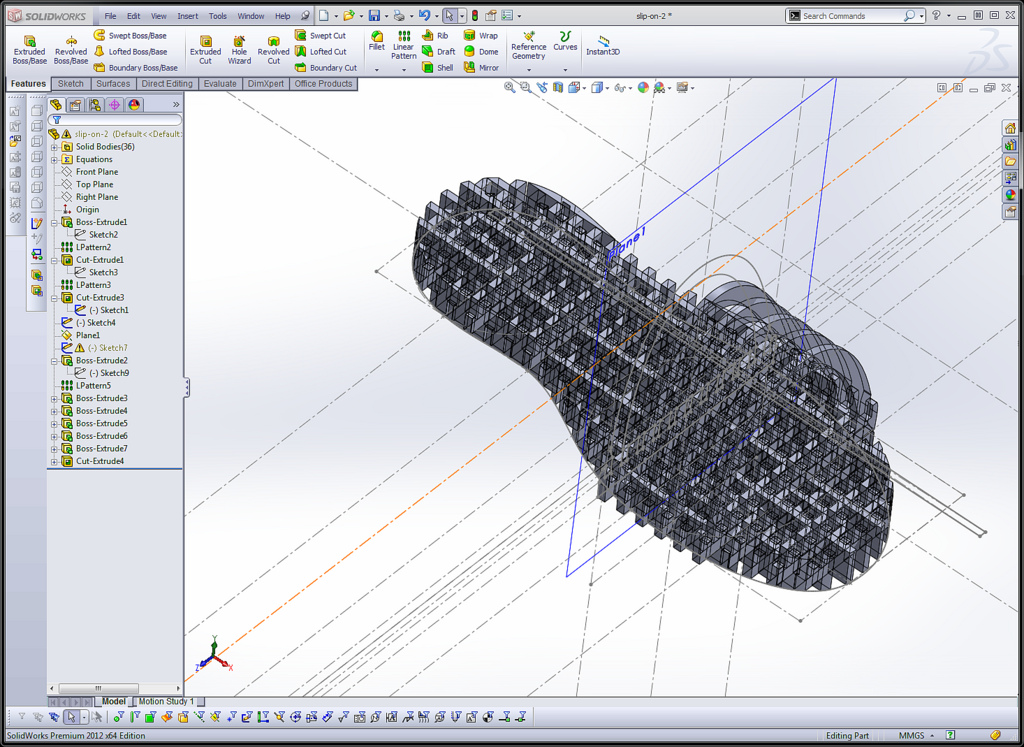 SOLIDWORKS File Edit View Insert Tools Window Help slip-on-2 * Search Commands
Extruded Boss/Base
Revolved Boss/Base
Swept Boss/Base
Lofted Boss/Base
Boundary Boss/Base
Extruded Cut
Hole Wizard
Revolved Cut
Swept Cut
Lofted Cut
Boundary Cut
Fillet
Linear Pattern
Rib
Draft
Shell
Wrap
Dome
Mirror
Reference Geometry
Curves
Instant3D
Features Sketch Surfaces Direct Editing Evaluate DimXpert Office Products
slip-on-2 (Default<<Default:
Solid Bodies(36)
Equations
Front Plane
Top Plane
Right Plane
Origin
Boss-Extrude1
Sketch2
LPattern2
Cut-Extrude1
Sketch3
LPattern3
Cut-Extrude3
(-) Sketch1
(-) Sketch4
Plane1
(-) Sketch7
Boss-Extrude2
(-) Sketch9
LPattern5
Boss-Extrude3
Boss-Extrude4
Boss-Extrude5
Boss-Extrude6
Boss-Extrude7
Cut-Extrude4
Plane1
Y
Z
X
Model Motion Study 1
SolidWorks Premium 2012 x64 Edition Editing Part MMGS